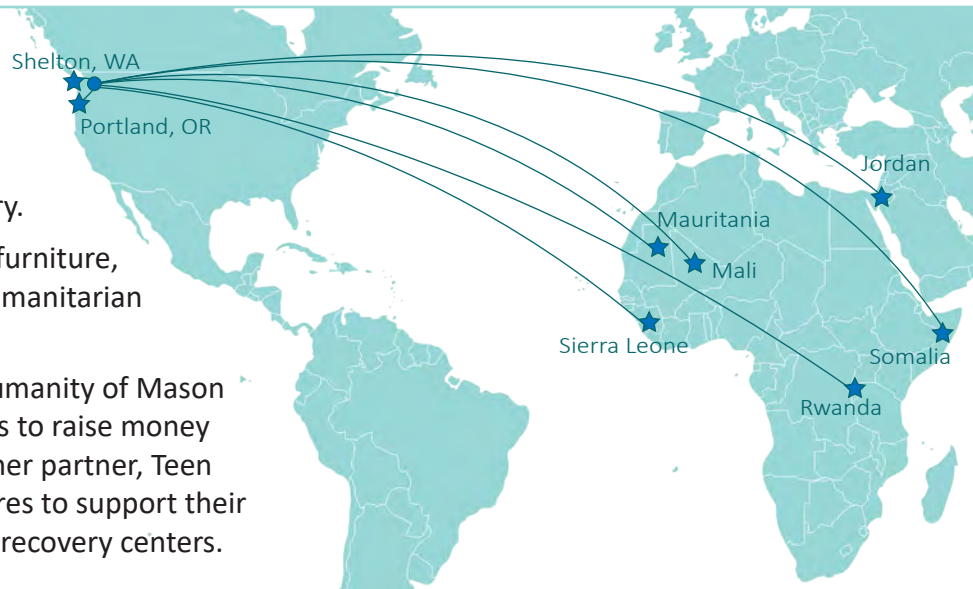 Shelton, WA
Portland, OR
Jordan
Mauritania
Mali
Sierra Leone
Somalia
Rwanda
ry.
furniture,
manitarian
umanity of Mason
s to raise money
ner partner, Teen
res to support their
recovery centers.